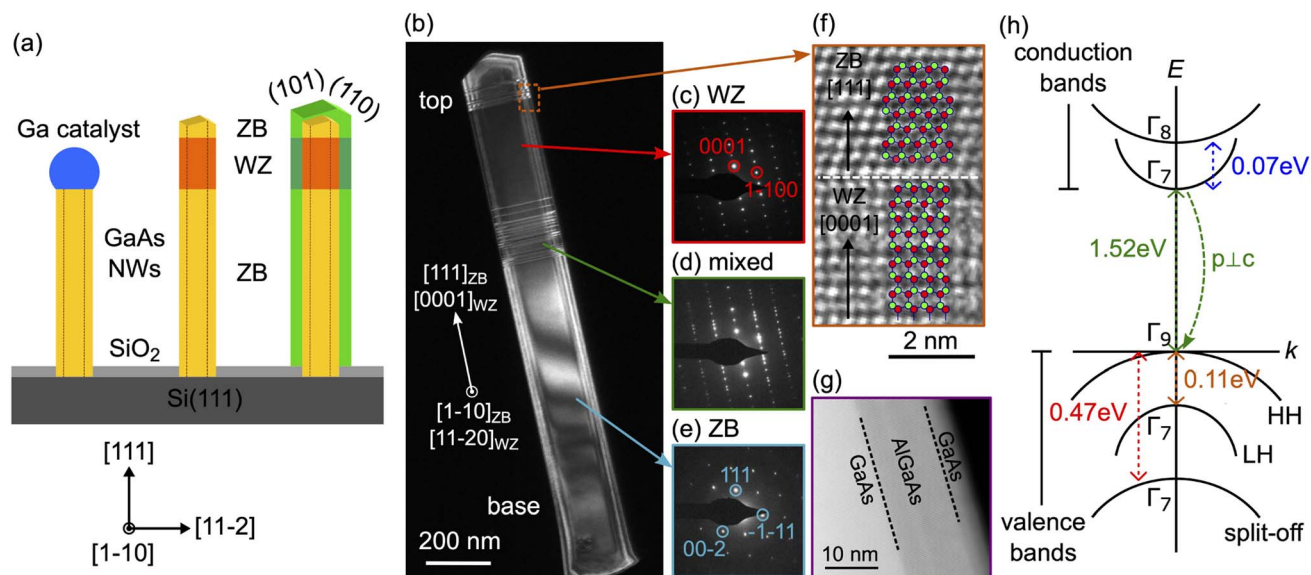 (a)
(101)
(110)
Ga catalyst
ZB
WZ
GaAs
NWs
ZB
SiO2
Si(111)
[111]
[11-2]
[1-10]
(b)
top
[111]ZB
[0001]WZ
[1-10]ZB
[11-20]WZ
base
200 nm
(c) WZ
0001
1-100
(d) mixed
(e) ZB
111
-1-11
00-2
(f)
ZB
[111]
WZ
[0001]
2 nm
(g)
GaAs
AlGaAs
GaAs
10 nm
(h)
conduction
bands
E
Γ8
Γ7
0.07eV
1.52eV
p⊥c
Γ9
k
0.11eV
0.47eV
HH
Γ7
LH
Γ7
valence
bands
split-off